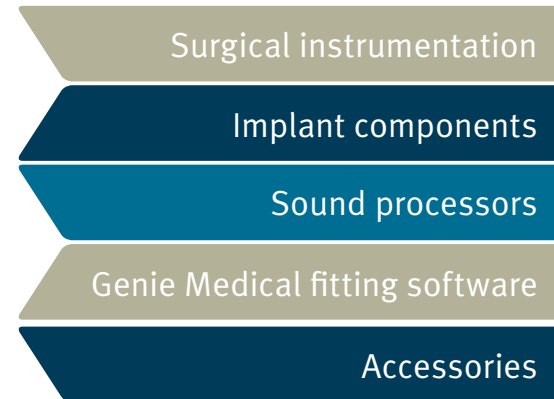 Surgical instrumentation
Implant components
Sound processors
Genie Medical fitting software
Accessories